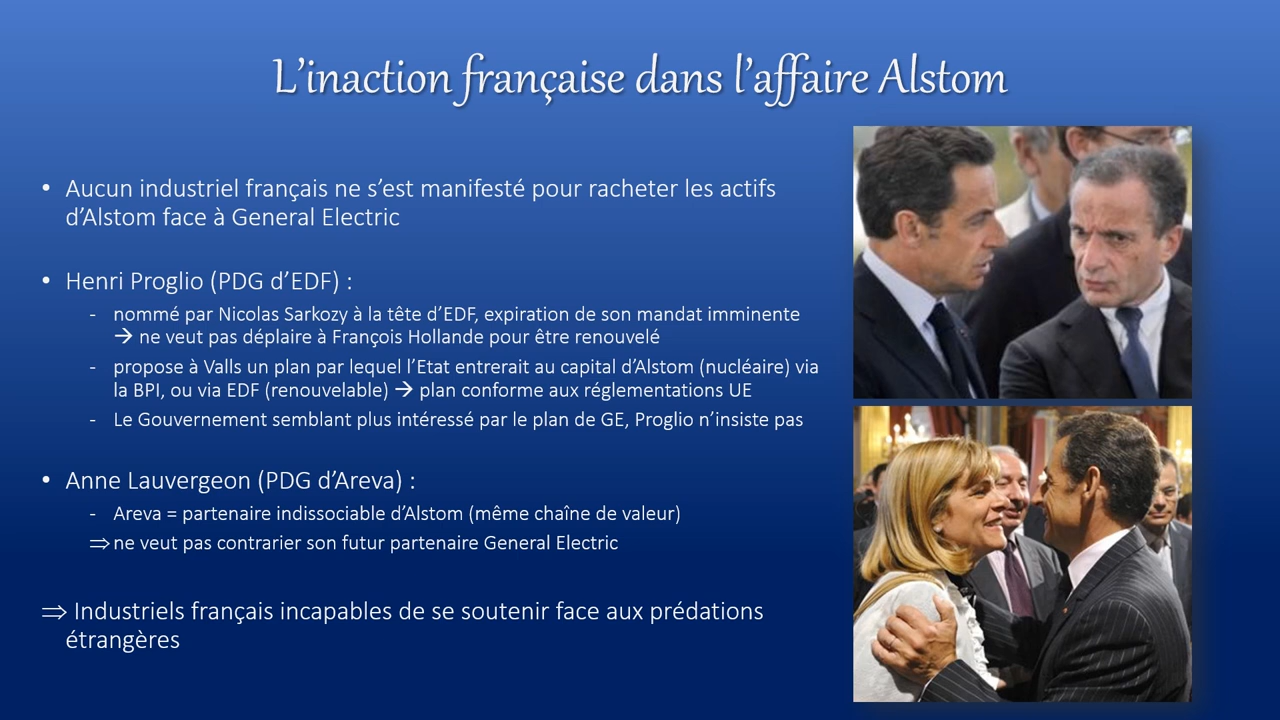 L’inaction française dans l’affaire Alstom
• Aucun industriel français ne s’est manifesté pour racheter les actifs
d’Alstom face à General Electric
• Henri Proglio (PDG d’EDF) :
- nommé par Nicolas Sarkozy à la tête d’EDF, expiration de son mandat imminente
→ ne veut pas déplaire à François Hollande pour être renouvelé
- propose à Valls un plan par lequel l’Etat entrerait au capital d’Alstom (nucléaire) via
la BPI, ou via EDF (renouvelable) → plan conforme aux réglementations UE
- Le Gouvernement semblant plus intéressé par le plan de GE, Proglio n’insiste pas
• Anne Lauvergeon (PDG d’Areva) :
- Areva = partenaire indissociable d’Alstom (même chaîne de valeur)
⇒ ne veut pas contrarier son futur partenaire General Electric
⇒ Industriels français incapables de se soutenir face aux prédations
étrangères